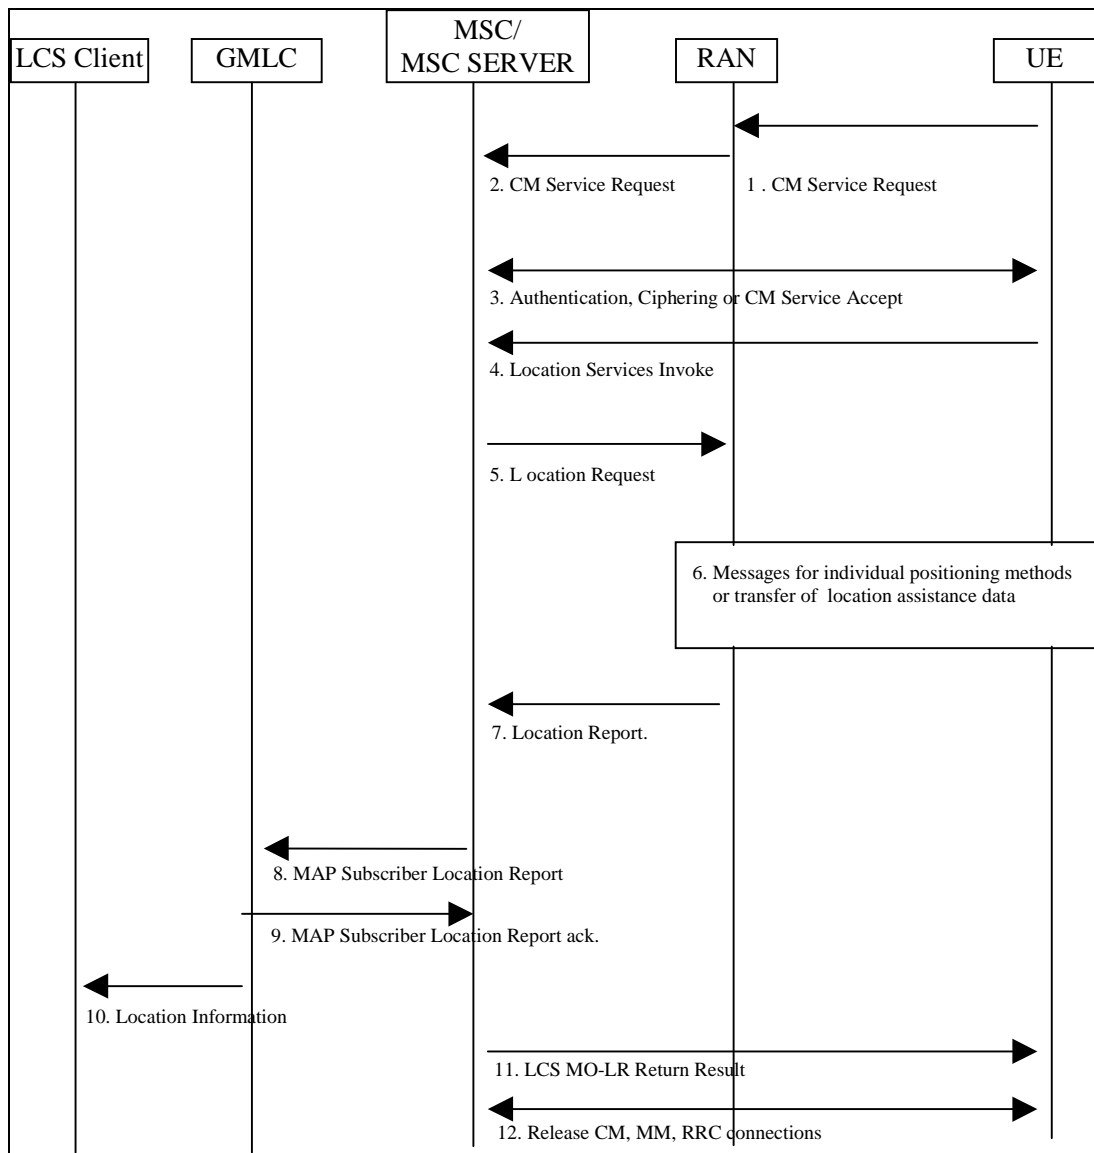 LCS Client
GMLC
MSC/
MSC SERVER
RAN
UE
2. CM Service Request
1 . CM Service Request
3. Authentication, Ciphering or CM Service Accept
4. Location Services Invoke
5. L ocation Request
6. Messages for individual positioning methods
or transfer of location assistance data
7. Location Report.
8. MAP Subscriber Location Report
9. MAP Subscriber Location Report ack.
10. Location Information
11. LCS MO-LR Return Result
12. Release CM, MM, RRC connections